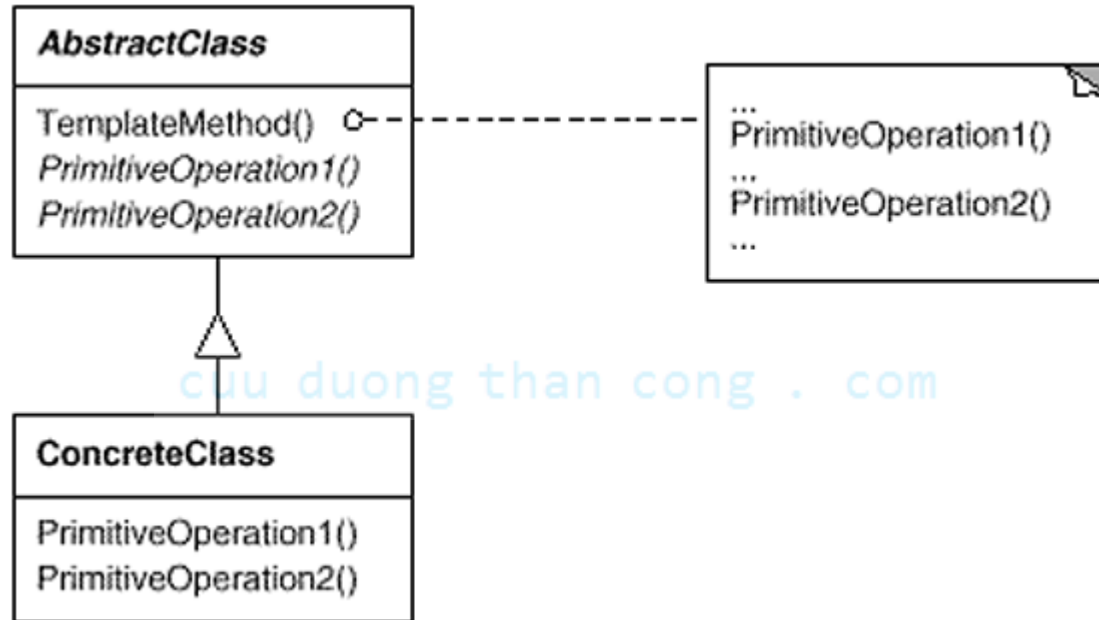 AbstractClass
TemplateMethod()
PrimitiveOperation1()
PrimitiveOperation2()
...
PrimitiveOperation1()
...
PrimitiveOperation2()
...
cuu duong than cong . com
ConcreteClass
PrimitiveOperation1()
PrimitiveOperation2()